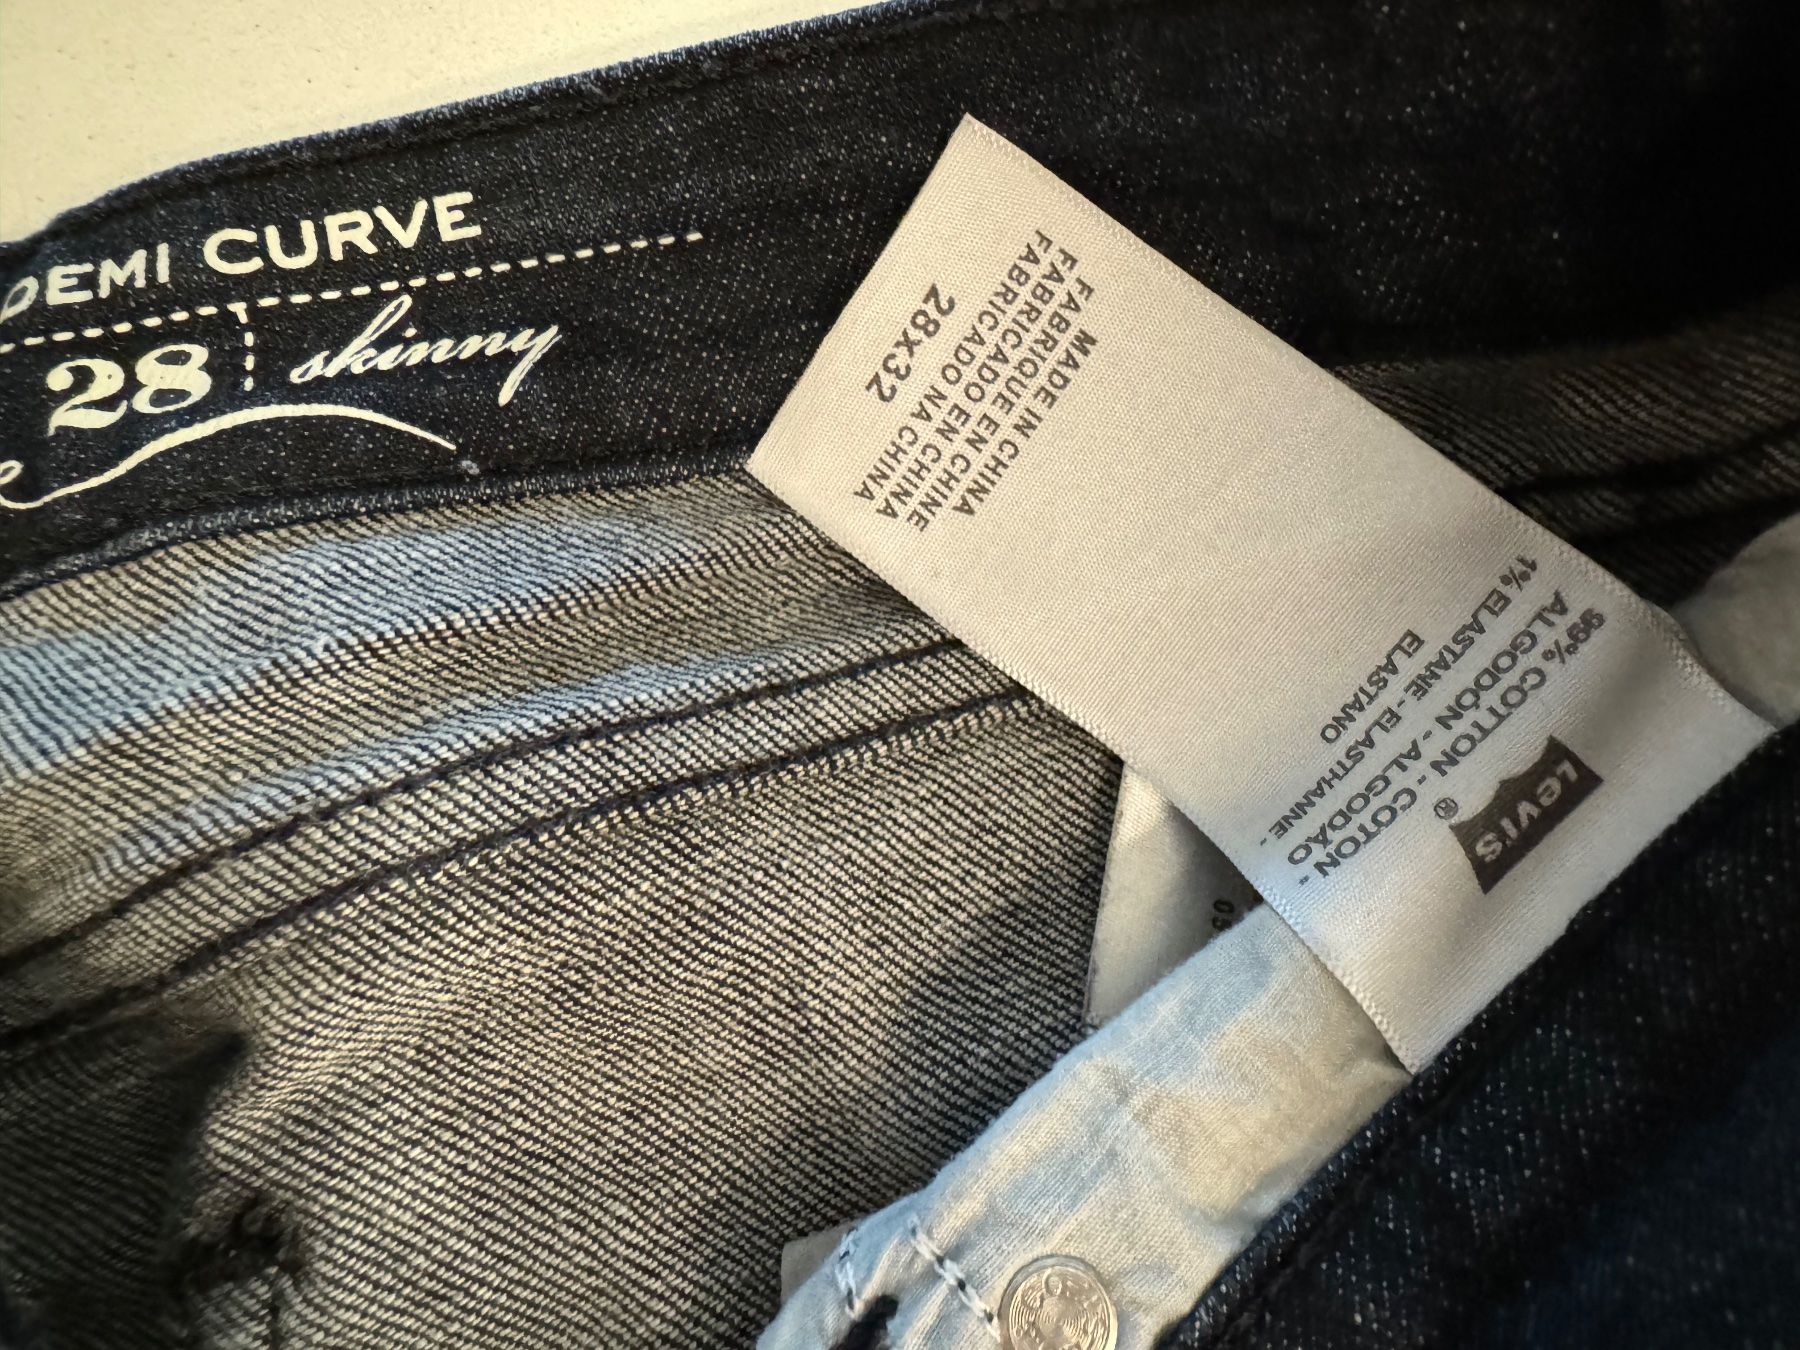 DEMI CURVE
28 skinny
28x32
MADE IN CHINA
FABRIQUE EN CHINE
FABRICADO EN CHINA
FABRICADO NA CHINA
Levi's
®
99% COTTON - COTON -
ALGODÓN - ALGODÃO
1% ELASTANE - ELASTHANNE -
ELASTANO